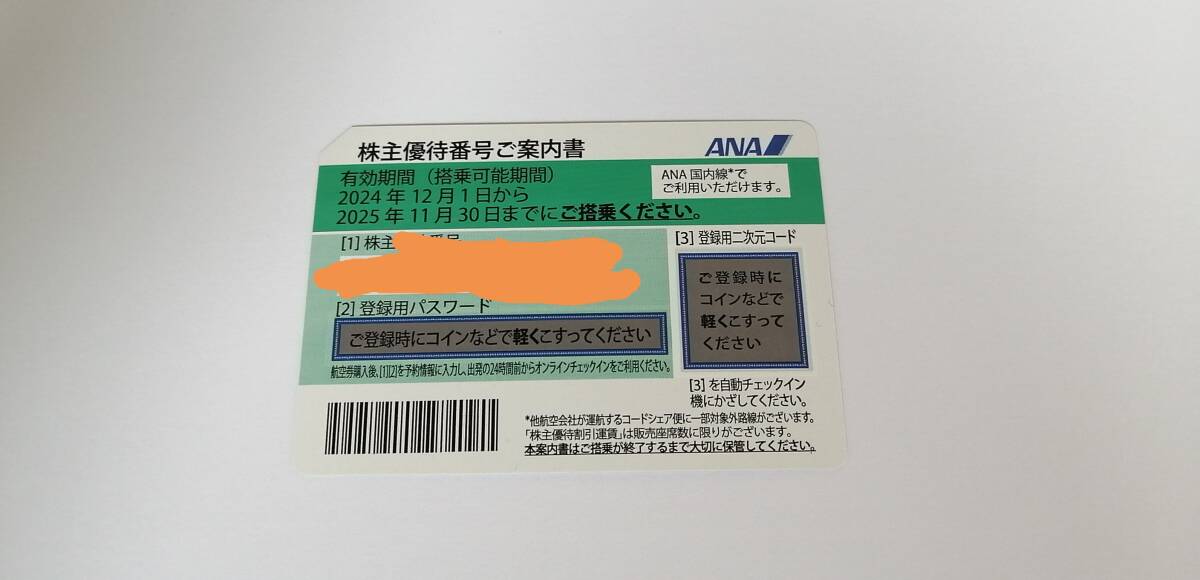 株主優待番号ご案内書
ANA
有効期間（搭乗可能期間）
2024年12月1日から
2025年11月30日までにご搭乗ください。
ANA国内線*で
ご利用いただけます。
[1] 株主
[2] 登録用パスワード
ご登録時にコインなどで軽くこすってください
航空券購入後、[1][2]を予約情報に入力し、出発の24時間前からオンラインチェックインをご利用ください。
[3] 登録用二次元コード
ご登録時に
コインなどで
軽くこすって
ください
[3] を自動チェックイン
機にかざしてください。
*他航空会社が運航するコードシェア便に一部対象外路線がございます。
「株主優待割引運賃」は販売座席数に限りがございます。
本案内書はご搭乗が終了するまで大切に保管してください。